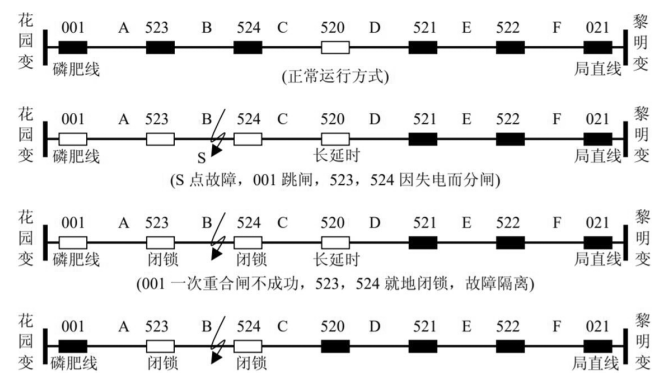 花园变 001 A 523 B 524 C 520 D 521 E 522 F 021 黎明变
磷肥线 局直线
(正常运行方式)
花园变 001 A 523 B 524 C 520 D 521 E 522 F 021 黎明变
磷肥线 S 长延时 局直线
(S 点故障，001 跳闸，523，524 因失电而分闸)
花园变 001 A 523 B 524 C 520 D 521 E 522 F 021 黎明变
磷肥线 闭锁 闭锁 长延时 局直线
(001 一次重合闸不成功，523，524 就地闭锁，故障隔离)
花园变 001 A 523 B 524 C 520 D 521 E 522 F 021 黎明变
磷肥线 闭锁 闭锁 局直线